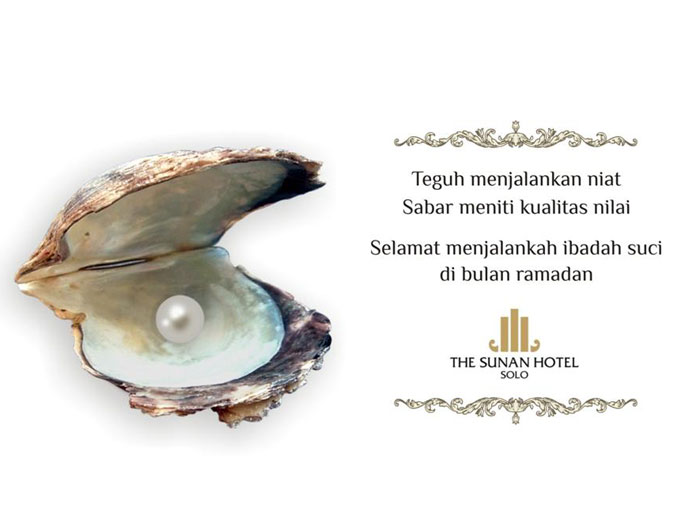 Teguh menjalankan niat
Sabar meniti kualitas nilai
Selamat menjalankah ibadah suci
di bulan ramadan
THE SUNAN HOTEL
SOLO